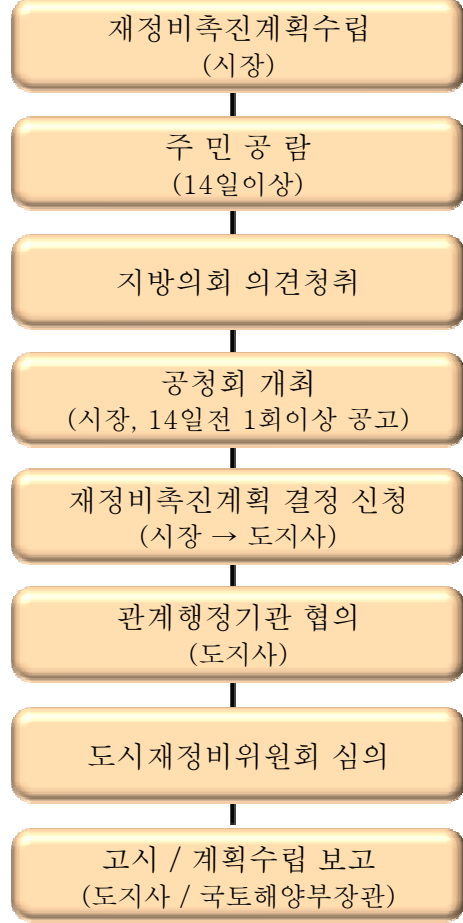 재정비촉진계획수립
(시장)
주 민 공 람
(14일이상)
지방의회 의견청취
공청회 개최
(시장, 14일전 1회이상 공고)
재정비촉진계획 결정 신청
(시장 → 도지사)
관계행정기관 협의
(도지사)
도시재정비위원회 심의
고시 / 계획수립 보고
(도지사 / 국토해양부장관)